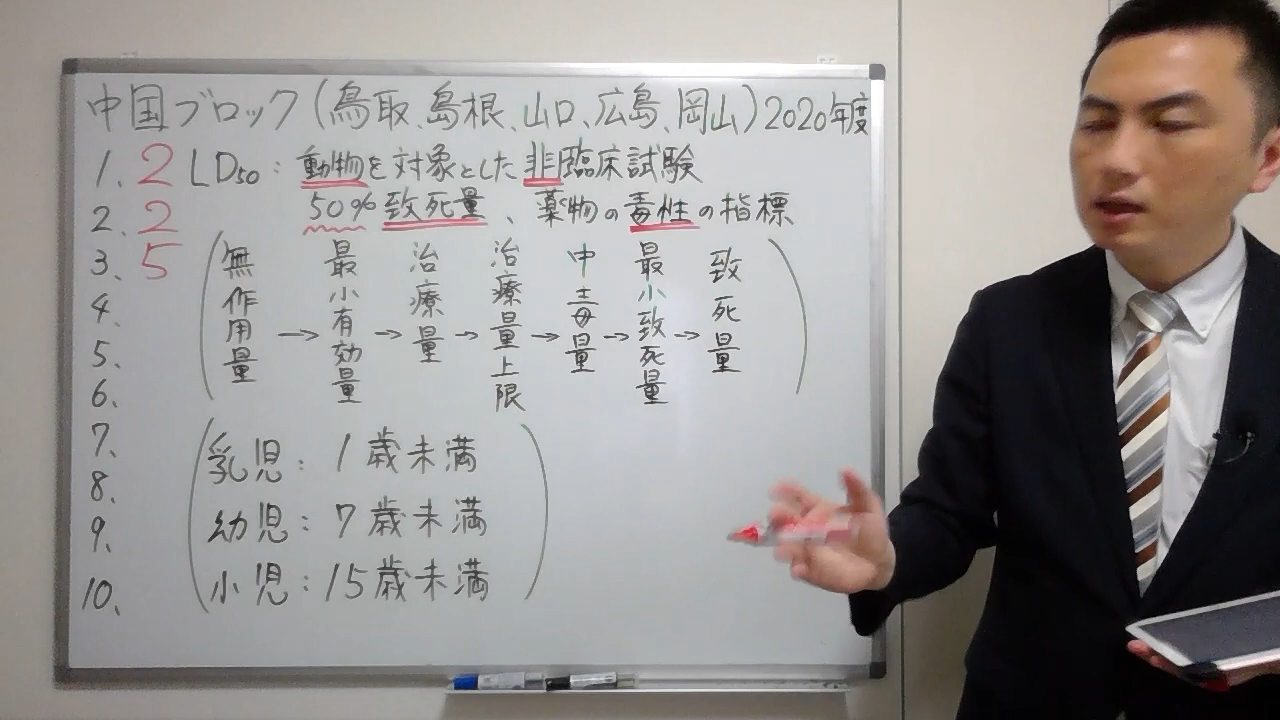 中国ブロック(鳥取、島根、山口、広島、岡山)2020年度
1、2 LD50:動物を対象とした非臨床試験
2、2 50%致死量、薬物の毒性の指標
3、5
(無作用量→最小有効量→治療量→治療量上限→中毒量→最小致死量→致死量)
4、
5、
6、
7、(乳児:1歳未満
8、
幼児:7歳未満
9、
10、小児:15歳未満)